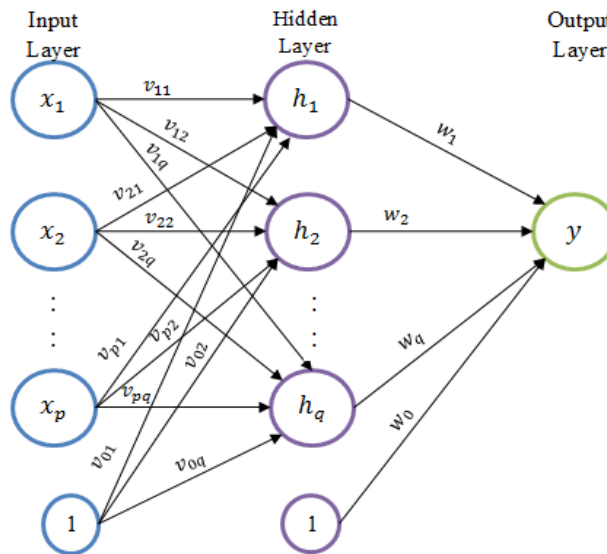 Input
Layer
Hidden
Layer
Output
Layer
x₁
v₁₁
h₁
v₁₂
v₁q
w₁
v₂₁
x₂
v₂₂
h₂
w₂
y
v₂q
⋮
⋮
vp₁
vp₂
v₀₂
wq
xp
vpq
hq
v₀₁
w₀
v₀q
1
1